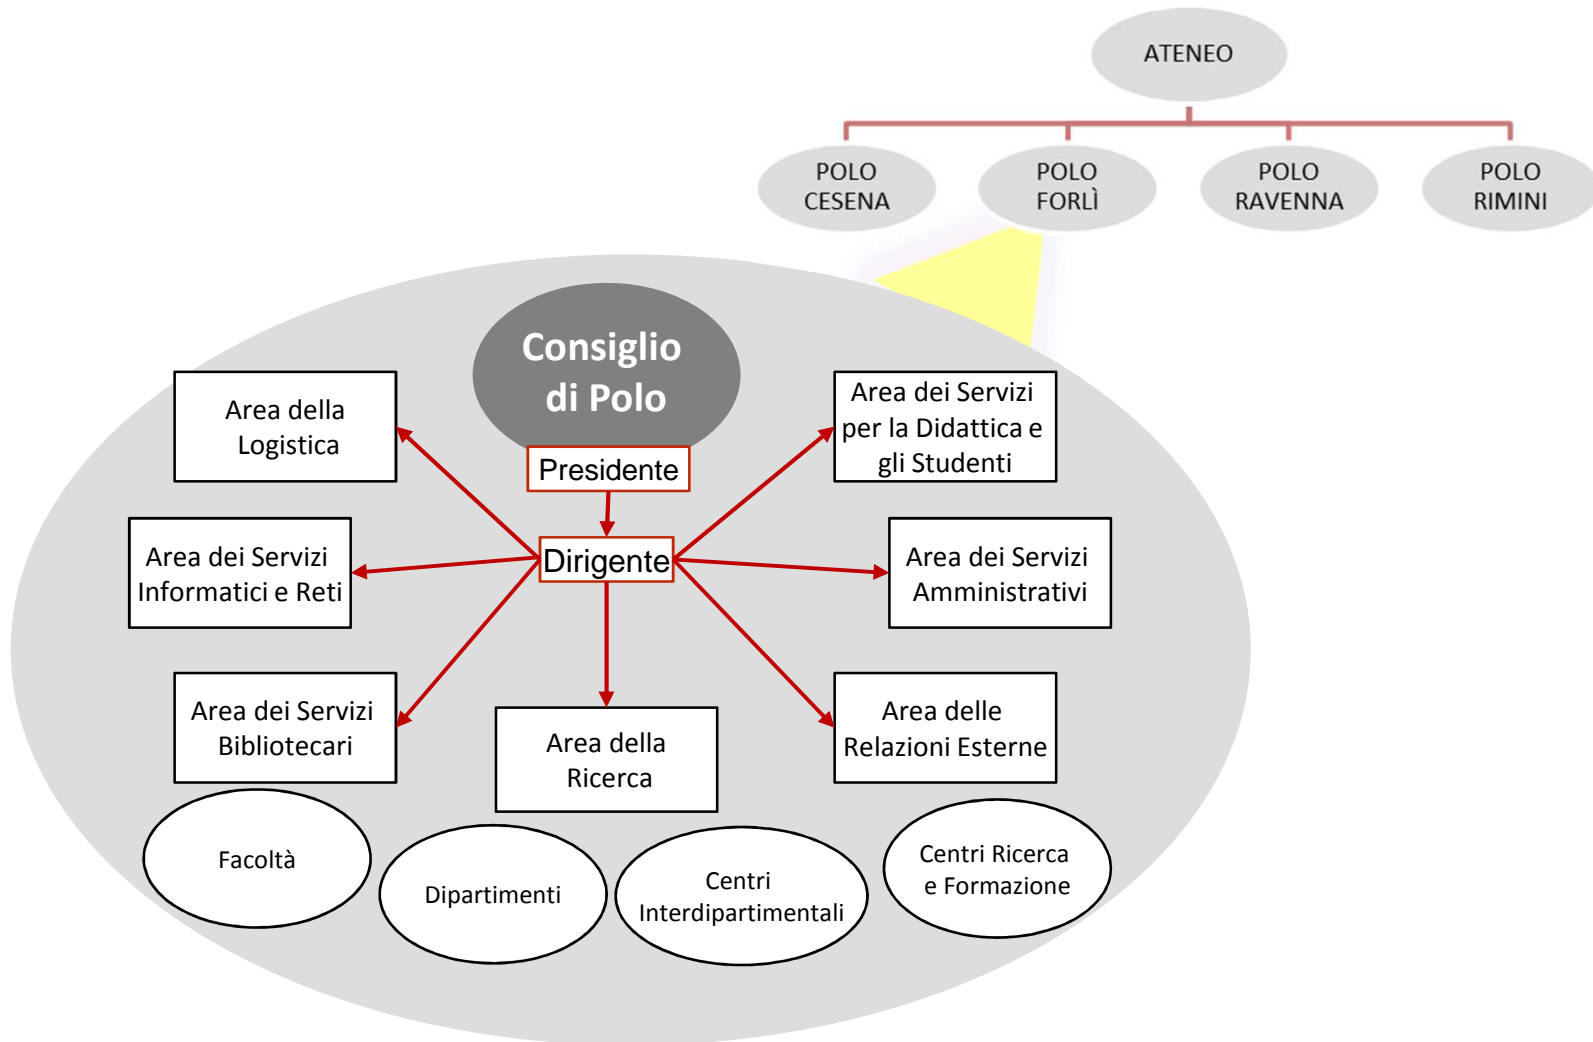 ATENEO
POLO
CESENA
POLO
FORLÌ
POLO
RAVENNA
POLO
RIMINI
Consiglio
di Polo
Presidente
Dirigente
Area della
Logistica
Area dei Servizi
per la Didattica e
gli Studenti
Area dei Servizi
Informatici e Reti
Area dei Servizi
Amministrativi
Area dei Servizi
Bibliotecari
Area della
Ricerca
Area delle
Relazioni Esterne
Facoltà
Dipartimenti
Centri
Interdipartimentali
Centri Ricerca
e Formazione